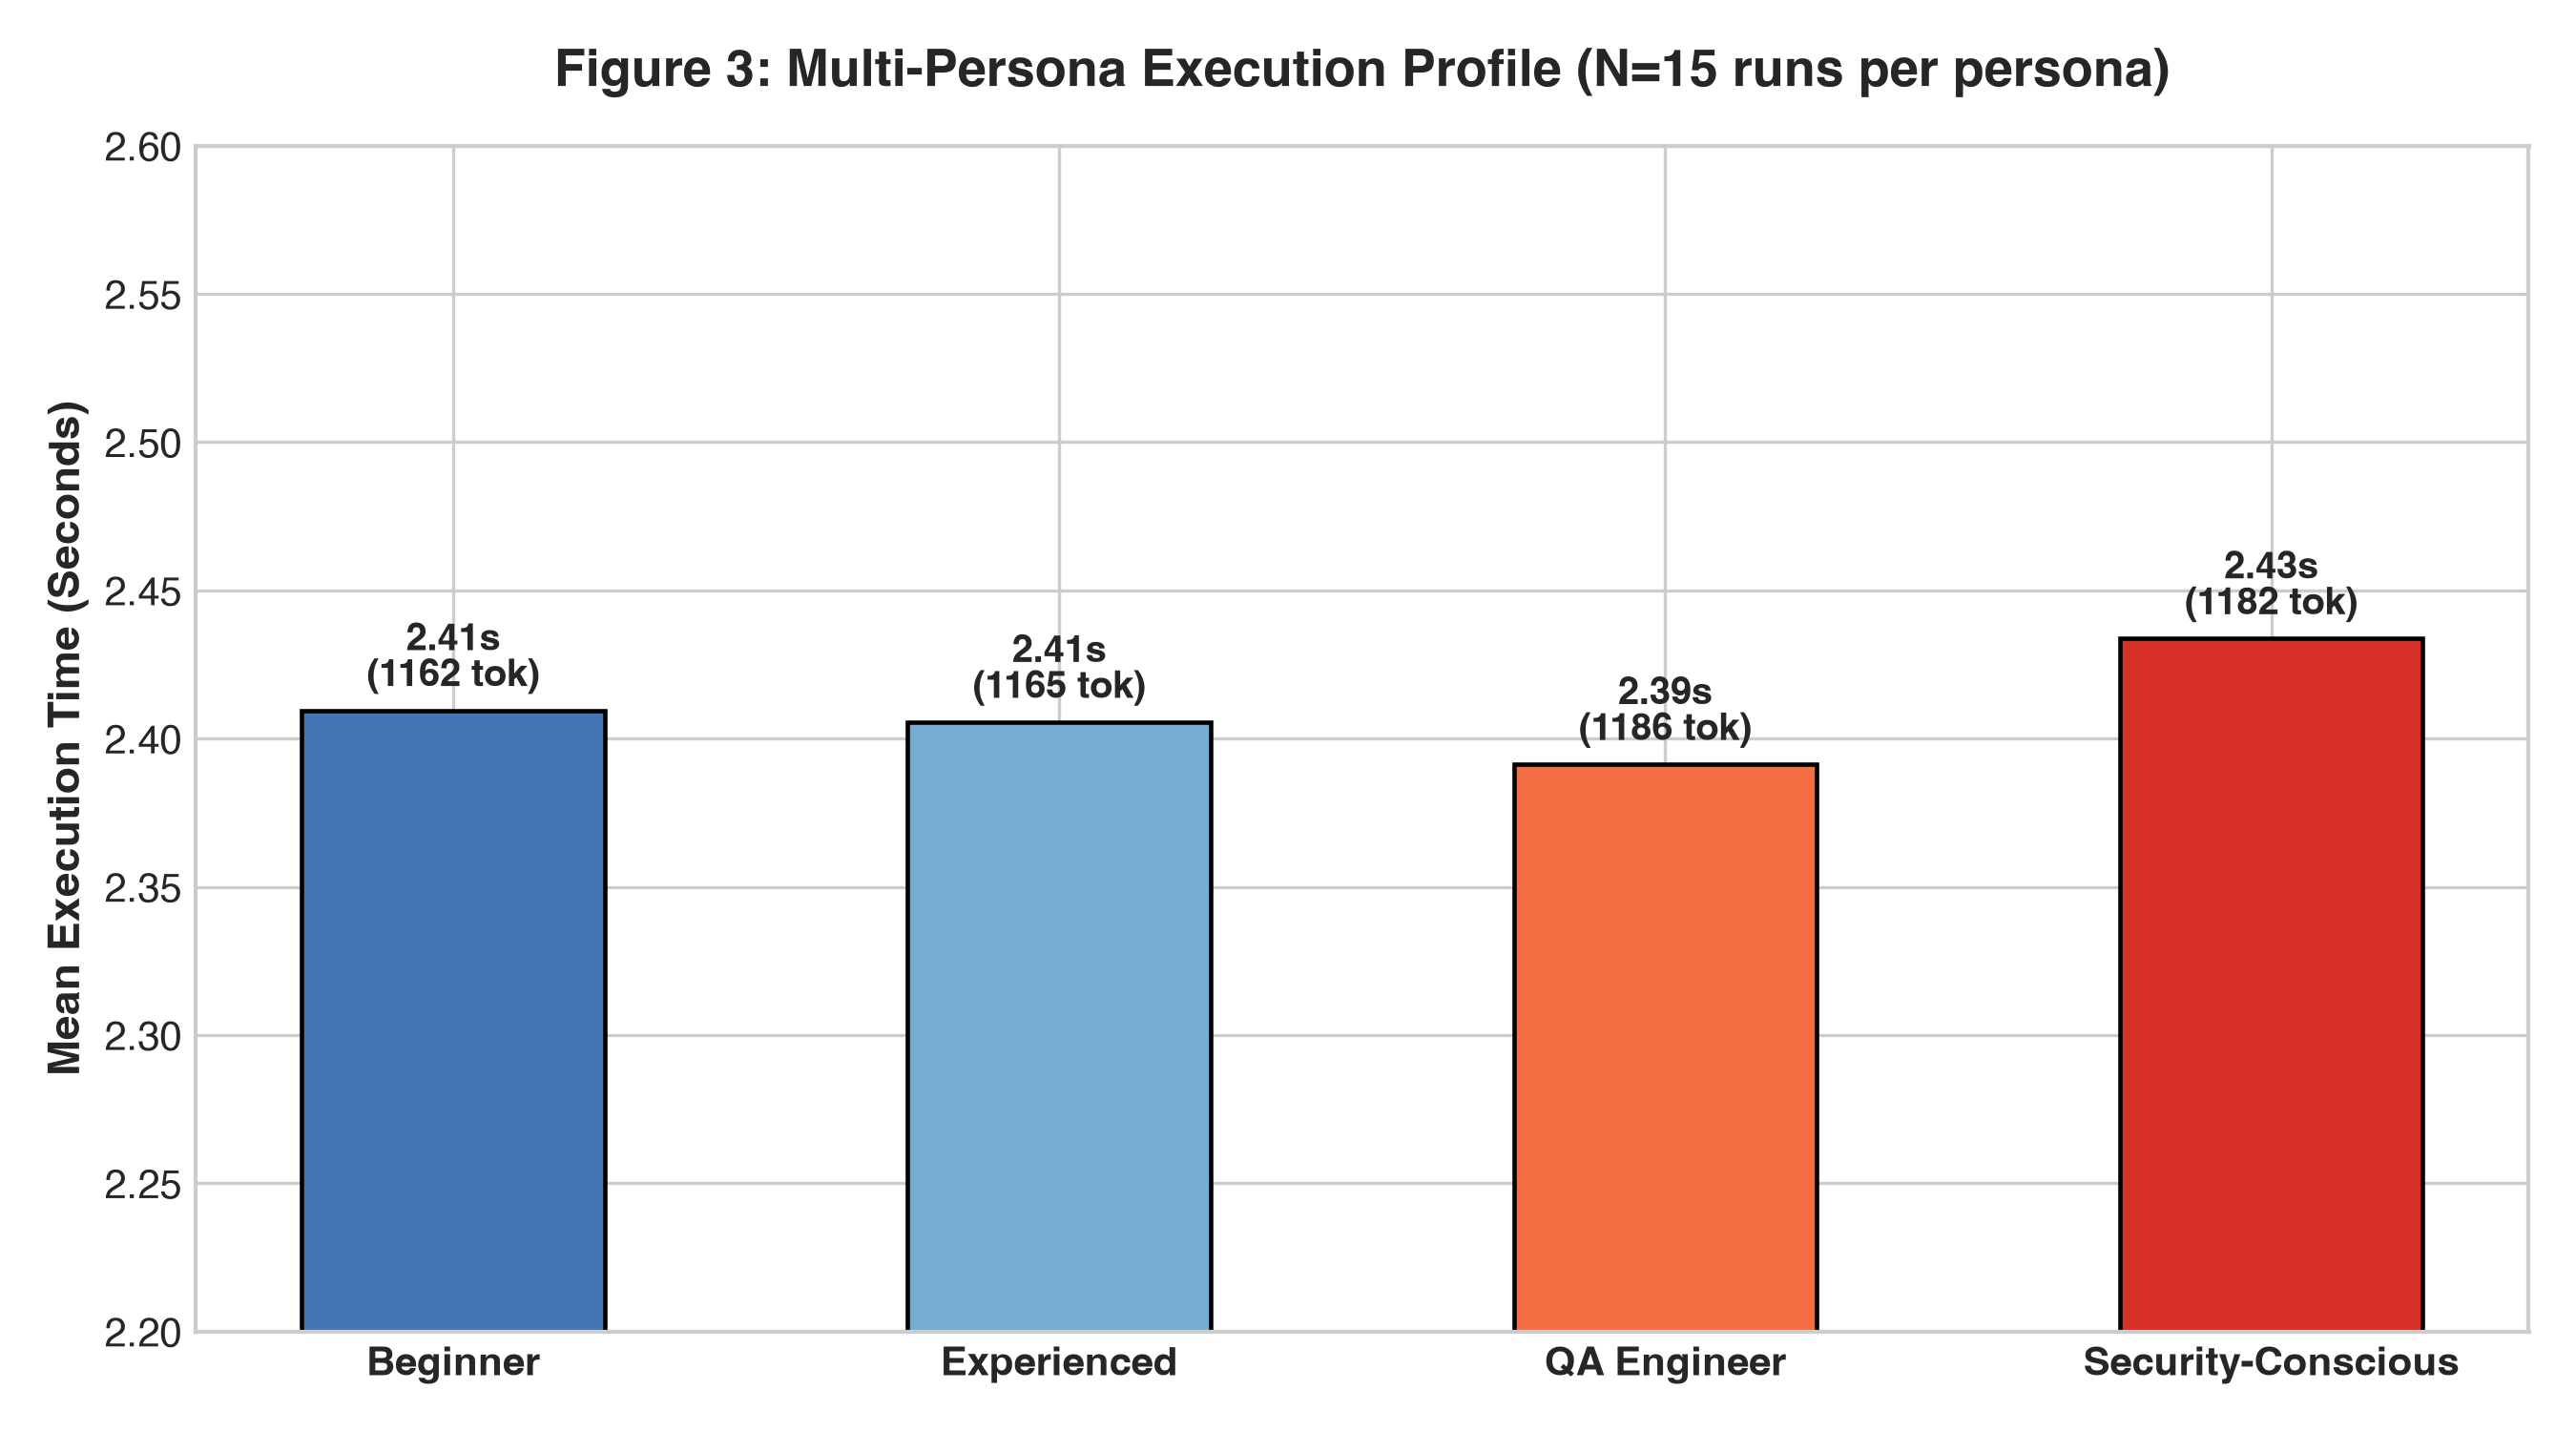 Figure 3: Multi-Persona Execution Profile (N=15 runs per persona)
Mean Execution Time (Seconds)
2.60
2.55
2.50
2.45
2.40
2.35
2.30
2.25
2.20
2.41s
(1162 tok)
2.41s
(1165 tok)
2.39s
(1186 tok)
2.43s
(1182 tok)
Beginner
Experienced
QA Engineer
Security-Conscious